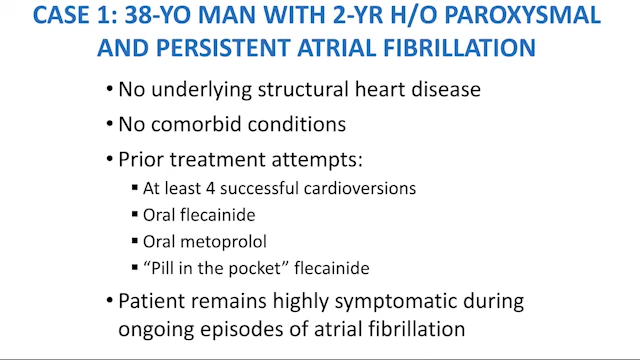 CASE 1: 38-YO MAN WITH 2-YR H/O PAROXYSMAL
AND PERSISTENT ATRIAL FIBRILLATION
• No underlying structural heart disease
• No comorbid conditions
• Prior treatment attempts:
▪ At least 4 successful cardioversions
▪ Oral flecainide
▪ Oral metoprolol
▪ “Pill in the pocket” flecainide
• Patient remains highly symptomatic during
ongoing episodes of atrial fibrillation